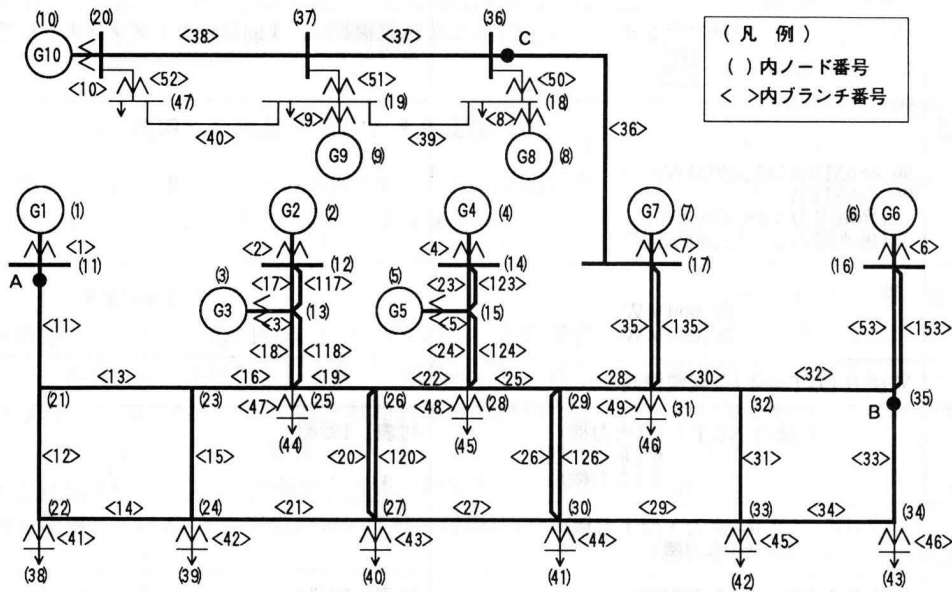 (10) (20) (37) (36)
<38> <37> C
G10
<10> <52> <51> <50>
(47) (19) (18)
<9> <8>
<40> <39> <36>
G9 (9) G8 (8)
(凡 例)
( )内ノード番号
< >内ブランチ番号
G1 (1) G2 (2) G4 (4) G7 (7) (6) G6
<1> <2> <4> <7> <6>
(11) (12) (14) (17) (16)
A (3) <17> <117> (5) <23> <123>
G3 (13) G5 (15)
<3> <5>
<11> <18> <118> <24> <124> <35> <135> <53> <153>
<13> <16> <19> <22> <25> <28> <30> <32>
(21) (23) <47> (25) (26) <48> (28) (29) <49> (31) (32) B (35)
(44) (45) (46)
<12> <15> <20> <120> <26> <126> <31> <33>
<14> <21> <27> <29> <34>
(22) (24) (27) (30) (33) (34)
<41> <42> <43> <44> <45> <46>
(38) (39) (40) (41) (42) (43)